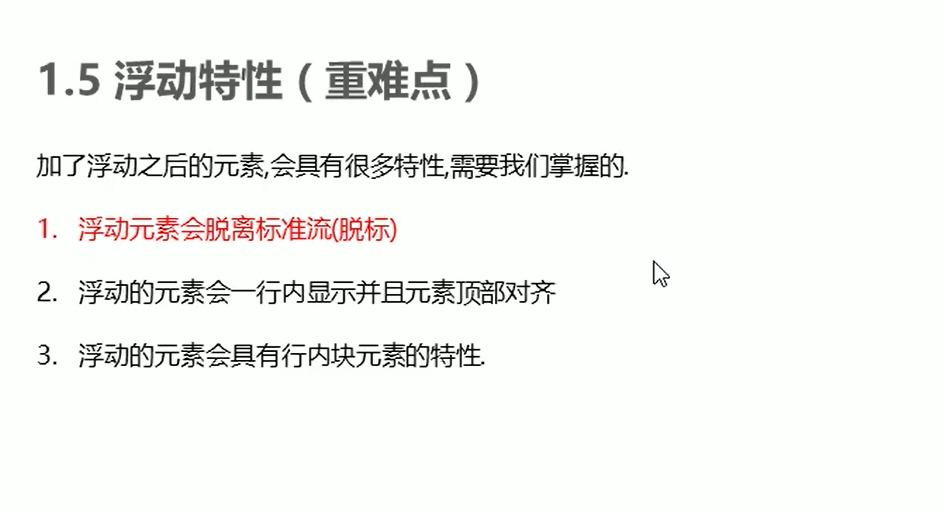 1.5 浮动特性（重难点）
加了浮动之后的元素,会具有很多特性,需要我们掌握的.
1. 浮动元素会脱离标准流(脱标)
2. 浮动的元素会一行内显示并且元素顶部对齐
3. 浮动的元素会具有行内块元素的特性.